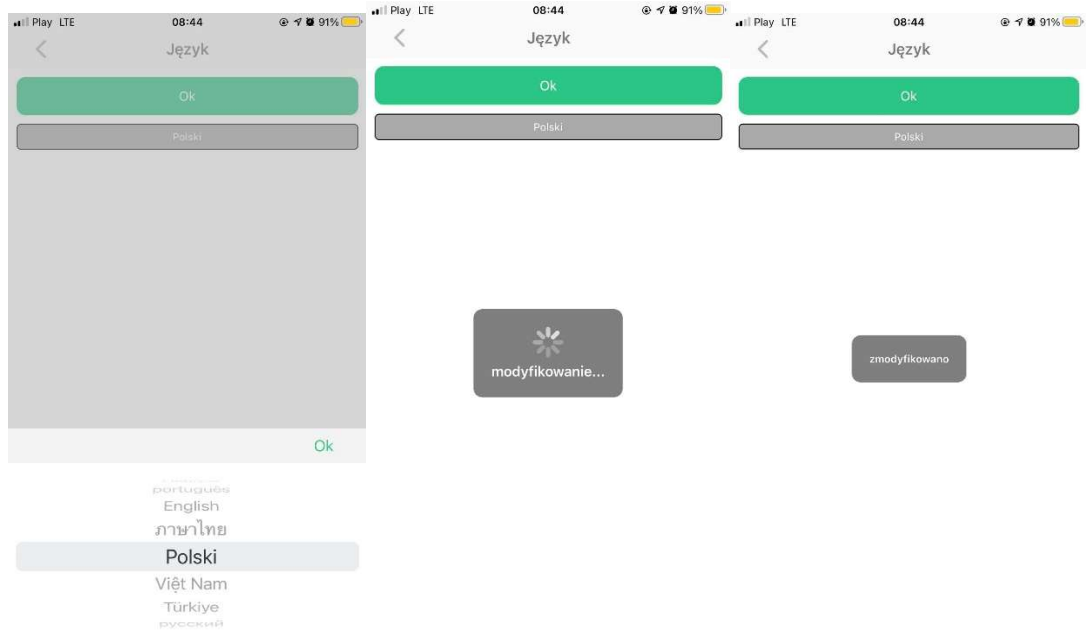 Play LTE 08:44 91%
Język
Ok
Polski
Ok
português
English
ภาษาไทย
Polski
Việt Nam
Türkiye
русский
Play LTE 08:44 91%
Język
Ok
Polski
modyfikowanie...
Play LTE 08:44 91%
Język
Ok
Polski
zmodyfikowano